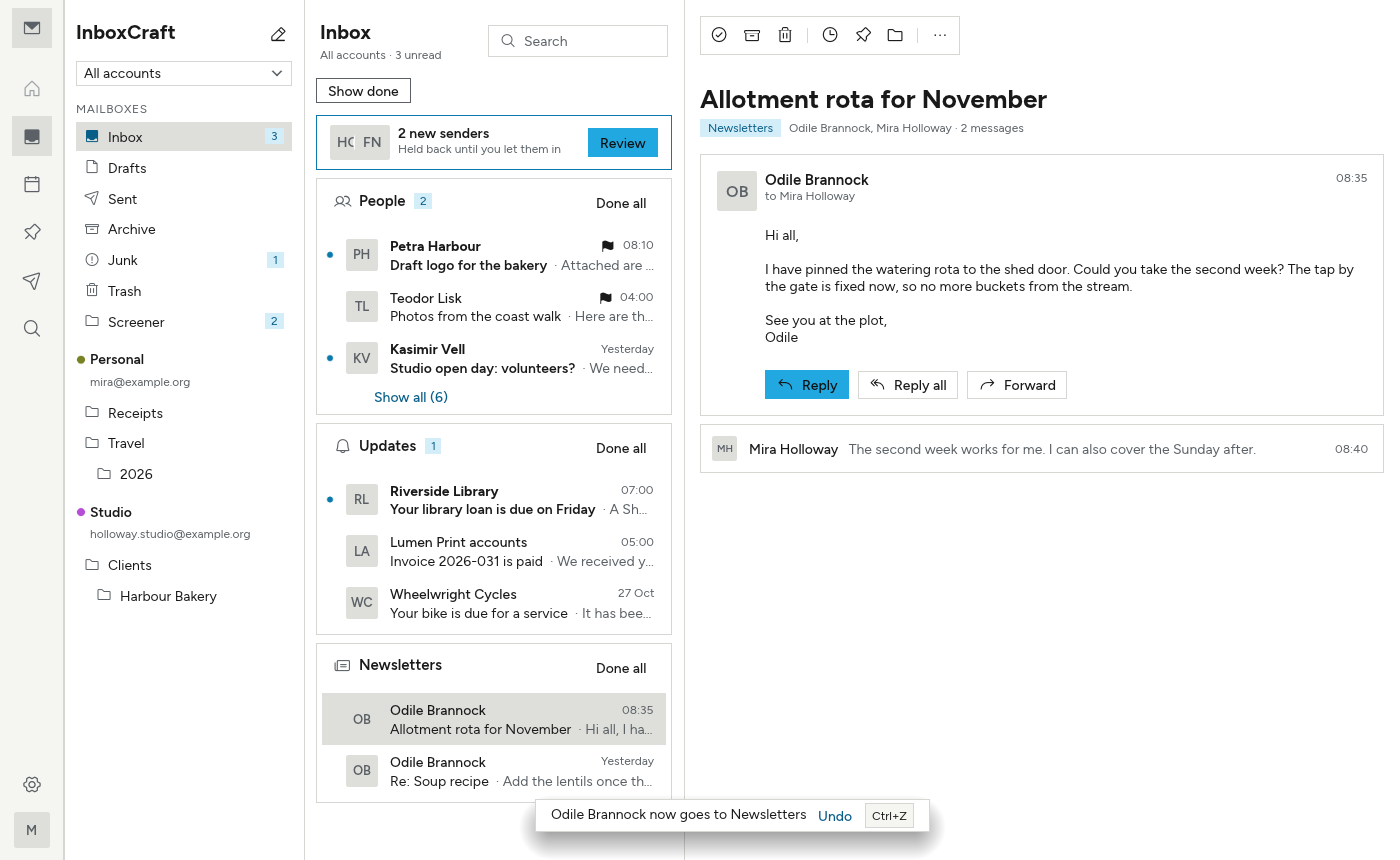 InboxCraft
All accounts
MAILBOXES
Inbox 3
Drafts
Sent
Archive
Junk 1
Trash
Screener 2
Personal
mira@example.org
Receipts
Travel
2026
Studio
holloway.studio@example.org
Clients
Harbour Bakery
M
Inbox
All accounts · 3 unread
Search
Show done
FN
2 new senders
Held back until you let them in
Review
People 2
Done all
PH
Petra Harbour 08:10
Draft logo for the bakery · Attached are ...
TL
Teodor Lisk 04:00
Photos from the coast walk · Here are th...
KV
Kasimir Vell Yesterday
Studio open day: volunteers? · We need...
Show all (6)
Updates 1
Done all
RL
Riverside Library 07:00
Your library loan is due on Friday · A Sh...
LA
Lumen Print accounts 05:00
Invoice 2026-031 is paid · We received y...
WC
Wheelwright Cycles 27 Oct
Your bike is due for a service · It has bee...
Newsletters
Done all
OB
Odile Brannock 08:35
Allotment rota for November · Hi all, I ha...
OB
Odile Brannock Yesterday
Re: Soup recipe · Add the lentils once th...
Allotment rota for November
Newsletters Odile Brannock, Mira Holloway · 2 messages
OB
Odile Brannock 08:35
to Mira Holloway
Hi all,
I have pinned the watering rota to the shed door. Could you take the second week? The tap by
the gate is fixed now, so no more buckets from the stream.
See you at the plot,
Odile
Reply
Reply all
Forward
MH Mira Holloway The second week works for me. I can also cover the Sunday after. 08:40
Odile Brannock now goes to Newsletters Undo Ctrl+Z